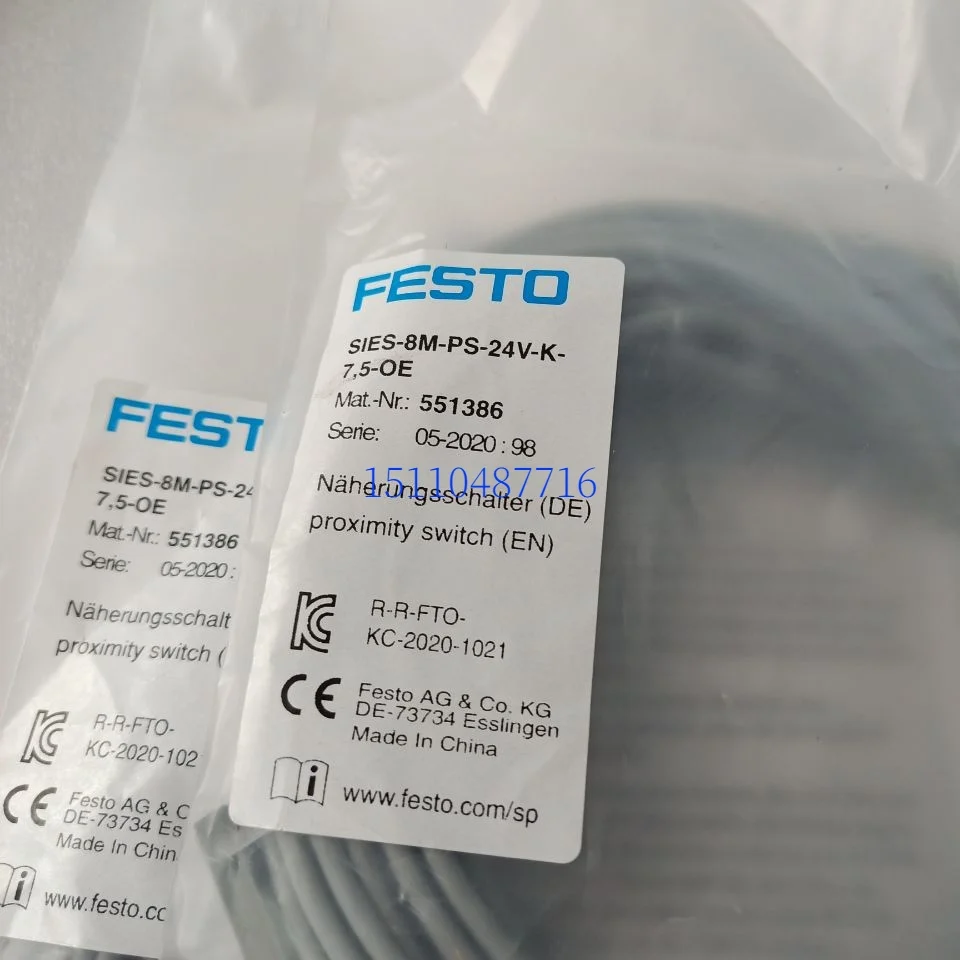 FESTO
SIES-8M-PS-24V-K-
7,5-OE
Mat.-Nr.: 551386
Serie: 05-2020 : 98
15110487716
Näherungsschalter (DE)
proximity switch (EN)
R-R-FTO-
KC-2020-1021
CE
Festo AG & Co. KG
DE-73734 Esslingen
Made In China
www.festo.com/sp
FEST
SIES-8M-PS-24
7,5-OE
Mat.-Nr.: 551386
Serie: 05-2020 :
Näherungsschalt
proximity switch (
R-R-FTO-
KC-2020-102
CE
Festo AG & C
DE-73734 Es
Made In Chin
www.festo.cc